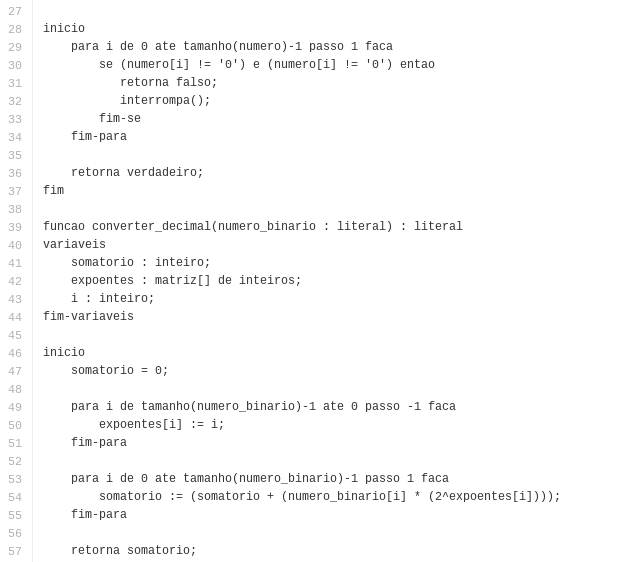 27
28 inicio
29     para i de 0 ate tamanho(numero)-1 passo 1 faca
30         se (numero[i] != '0') e (numero[i] != '0') entao
31            retorna falso;
32            interrompa();
33         fim-se
34     fim-para
35
36     retorna verdadeiro;
37 fim
38
39 funcao converter_decimal(numero_binario : literal) : literal
40 variaveis
41     somatorio : inteiro;
42     expoentes : matriz[] de inteiros;
43     i : inteiro;
44 fim-variaveis
45
46 inicio
47     somatorio = 0;
48
49     para i de tamanho(numero_binario)-1 ate 0 passo -1 faca
50         expoentes[i] := i;
51     fim-para
52
53     para i de 0 ate tamanho(numero_binario)-1 passo 1 faca
54         somatorio := (somatorio + (numero_binario[i] * (2^expoentes[i])));
55     fim-para
56
57     retorna somatorio;